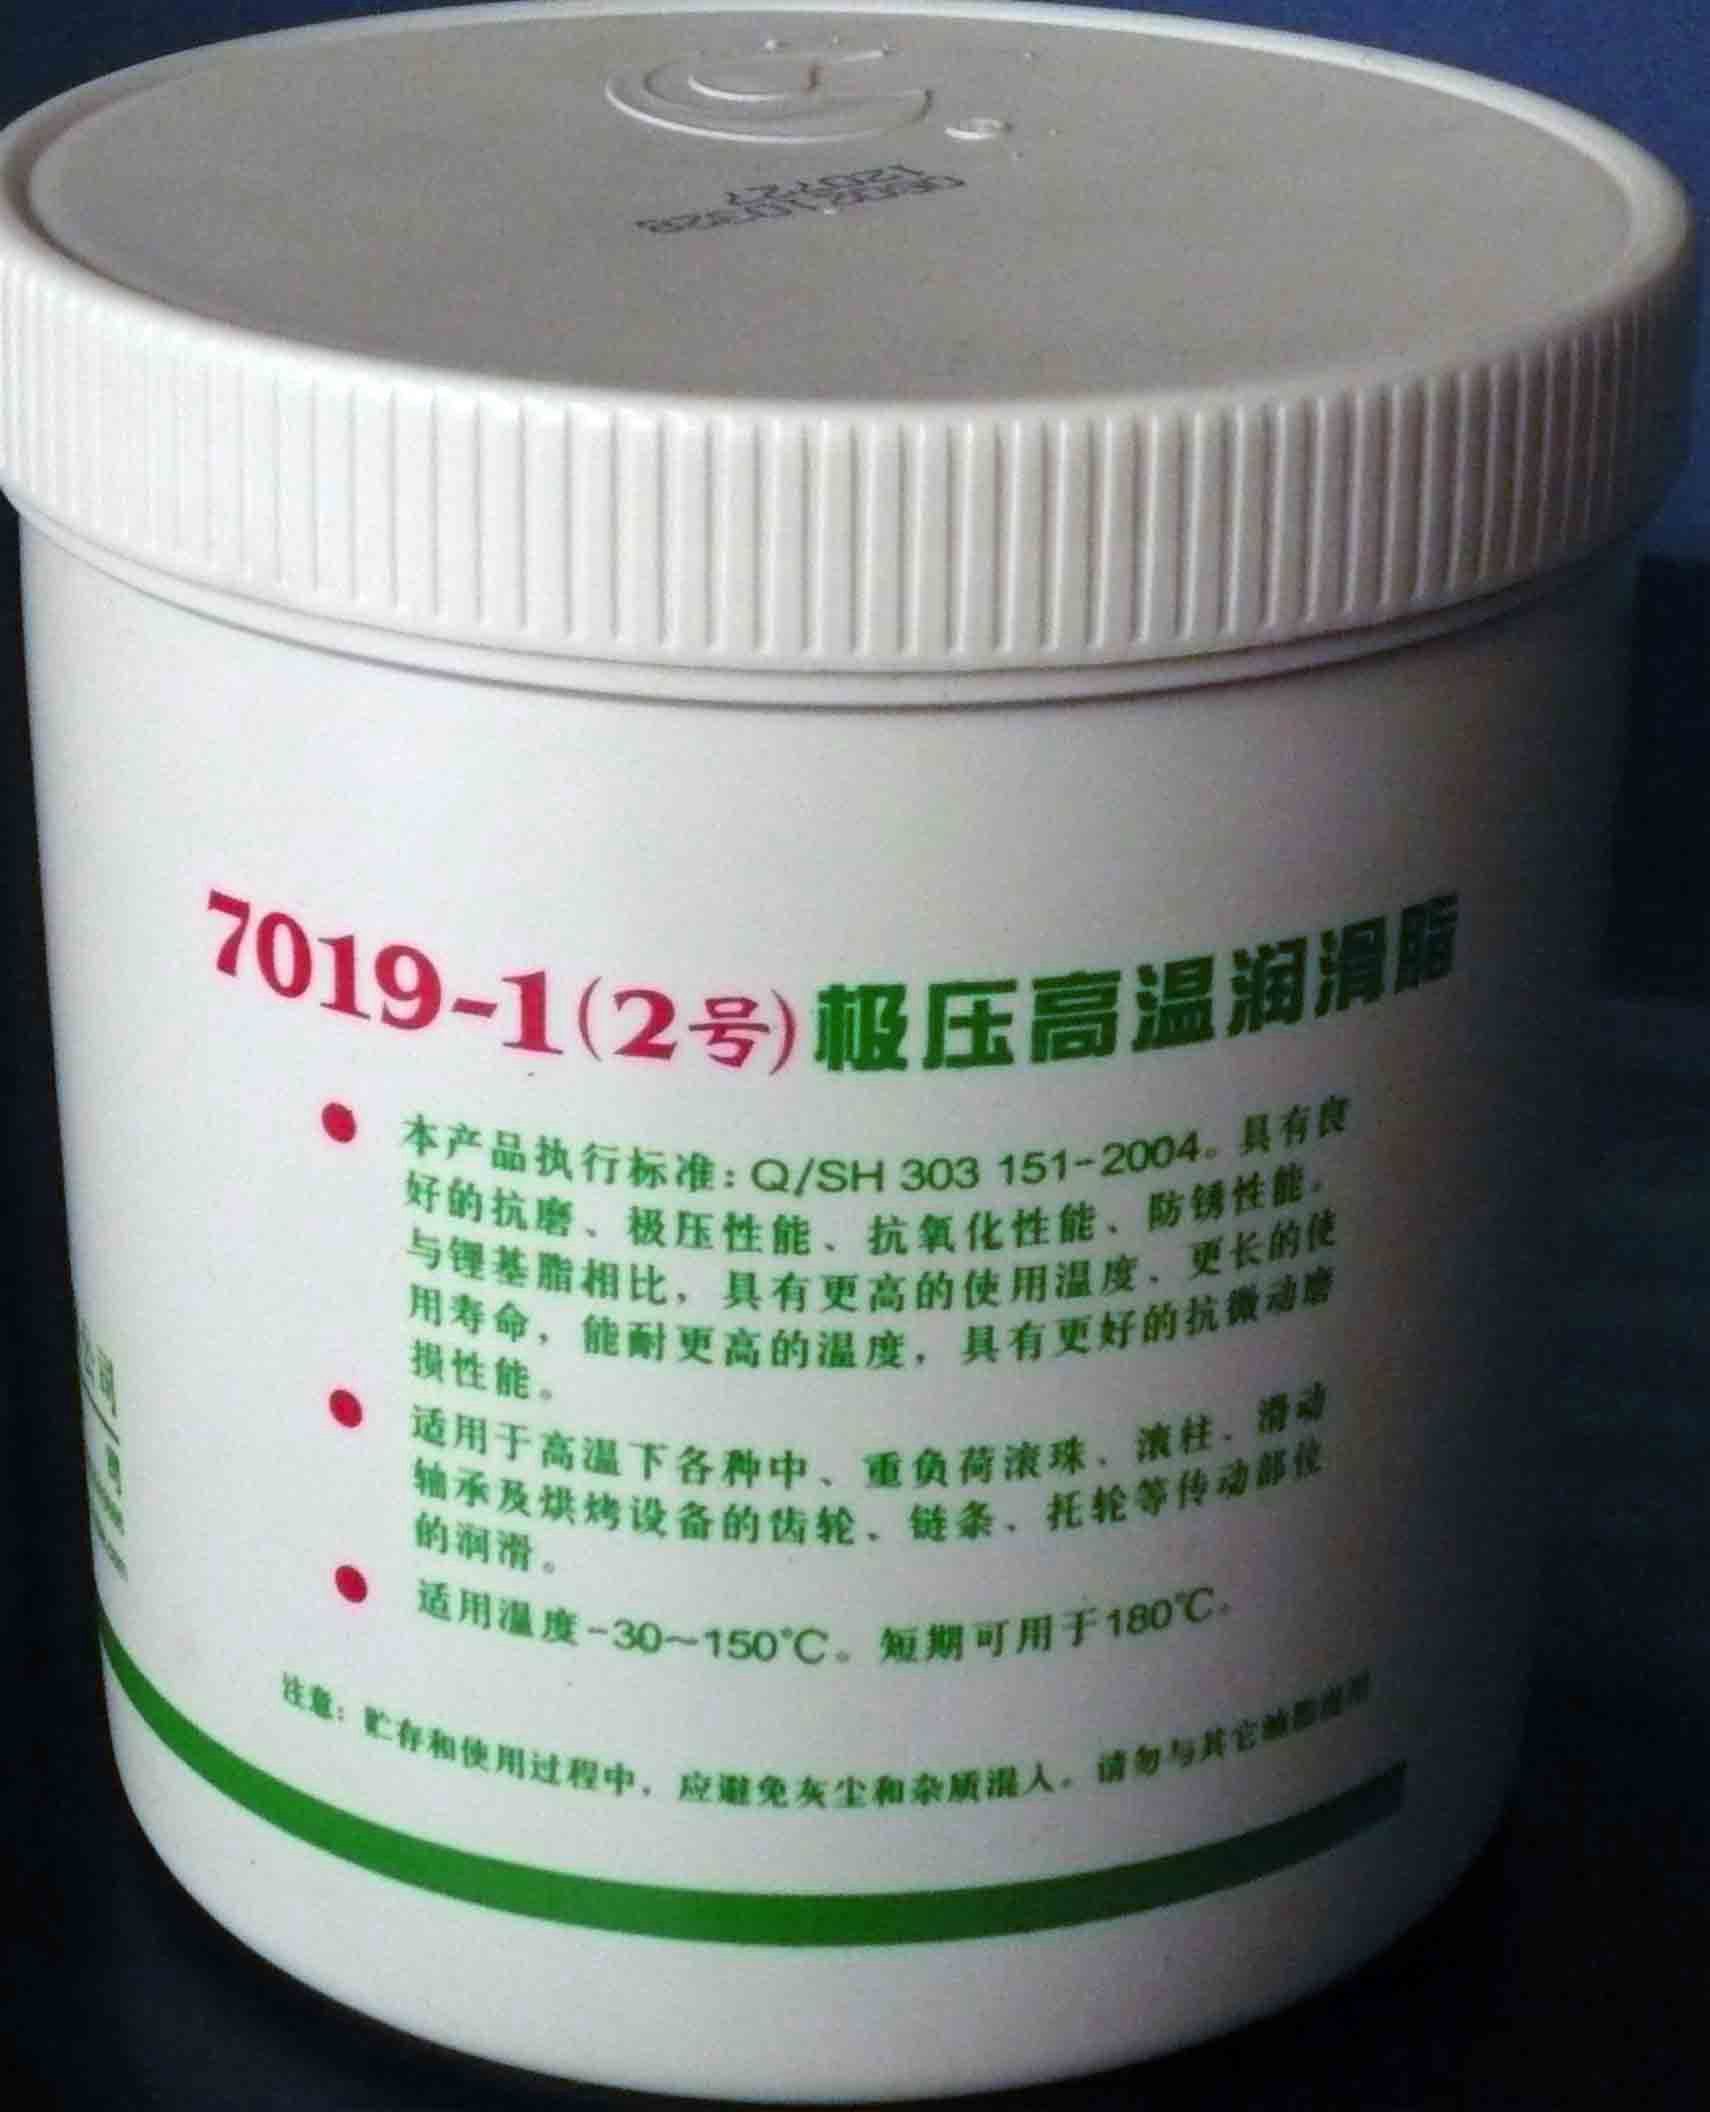 120727
7019-1(2号)极压高温润滑脂
本产品执行标准：Q/SH 303 151-2004。具有良
好的抗磨、极压性能、抗氧化性能、防锈性能。
与锂基脂相比，具有更高的使用温度、更长的使
用寿命，能耐更高的温度，具有更好的抗微动磨
损性能。
适用于高温下各种中、重负荷滚珠、滚柱、滑动
轴承及烘烤设备的齿轮、链条、托轮等传动部位
的润滑。
适用温度-30~150℃。短期可用于180℃。
注意：贮存和使用过程中，应避免灰尘和杂质混入。请勿与其它油脂混用
公司